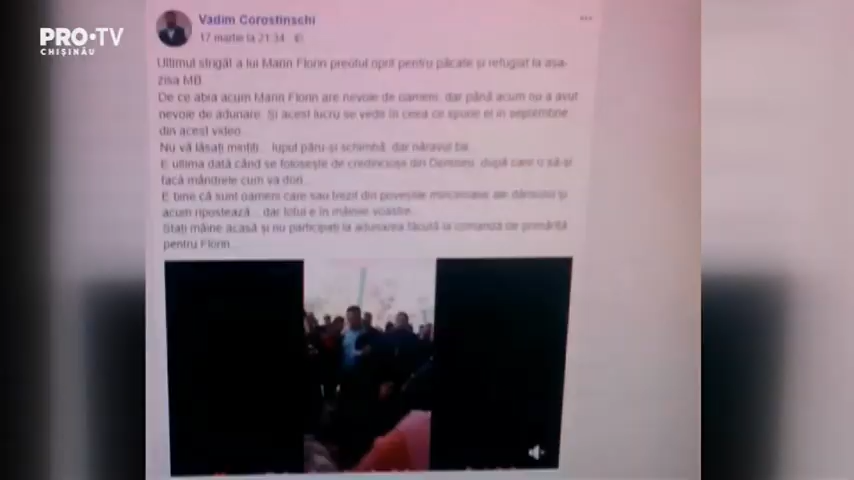 PRO•TV
CHIȘINĂU
Vadim Corostinschi
17 martie la 21:34
Ultimul strigăt a lui Marin Florin preotul oprit pentru păcate și refugiat la așa-
zisa MB.
De ce abia acum Marin Florin are nevoie de oameni, dar până acum nu a avut
nevoie de adunare. Și acest lucru se vede în ceea ce spune el în septembrie
din acest video.
Nu vă lăsați mințiți... lupul păru-și schimbă, dar năravul ba.
E ultima dată când se folosește de credincioșii din după care o să-și
facă mândrele cum va dori...
E bine că sunt oameni care sau trezit din poveștile mincinoase ale dânsului și
acum ripostează... dar totul e în mâinile voastre...
Stați mâine acasă și nu participați la adunarea făcută la comanda de primăriță
pentru Florin...